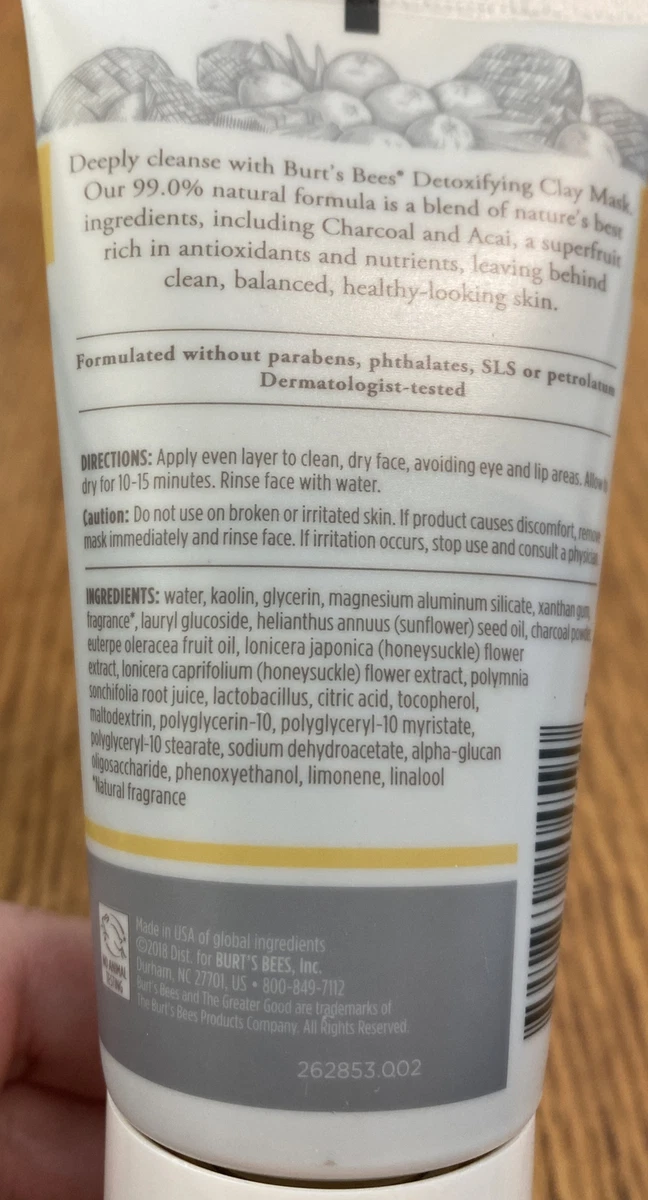 Deeply cleanse with Burt's Bees® Detoxifying Clay Mask.
Our 99.0% natural formula is a blend of nature's best
ingredients, including Charcoal and Acai, a superfruit
rich in antioxidants and nutrients, leaving behind
clean, balanced, healthy-looking skin.
Formulated without parabens, phthalates, SLS or petrolatum
Dermatologist-tested
DIRECTIONS: Apply even layer to clean, dry face, avoiding eye and lip areas. Allow to
dry for 10-15 minutes. Rinse face with water.
Caution: Do not use on broken or irritated skin. If product causes discomfort, remove
mask immediately and rinse face. If irritation occurs, stop use and consult a physician.
INGREDIENTS: water, kaolin, glycerin, magnesium aluminum silicate, xanthan gum,
fragrance*, lauryl glucoside, helianthus annuus (sunflower) seed oil, charcoal powder,
euterpe oleracea fruit oil, lonicera japonica (honeysuckle) flower
extract, lonicera caprifolium (honeysuckle) flower extract, polymnia
sonchifolia root juice, lactobacillus, citric acid, tocopherol,
maltodextrin, polyglycerin-10, polyglyceryl-10 myristate,
polyglyceryl-10 stearate, sodium dehydroacetate, alpha-glucan
oligosaccharide, phenoxyethanol, limonene, linalool
*Natural fragrance
NO ANIMAL
TESTING
Made in USA of global ingredients
©2018 Dist. for BURT'S BEES, Inc.
Durham, NC 27701, US • 800-849-7112
Burt's Bees and The Greater Good are trademarks of
The Burt's Bees Products Company. All Rights Reserved.
262853.002